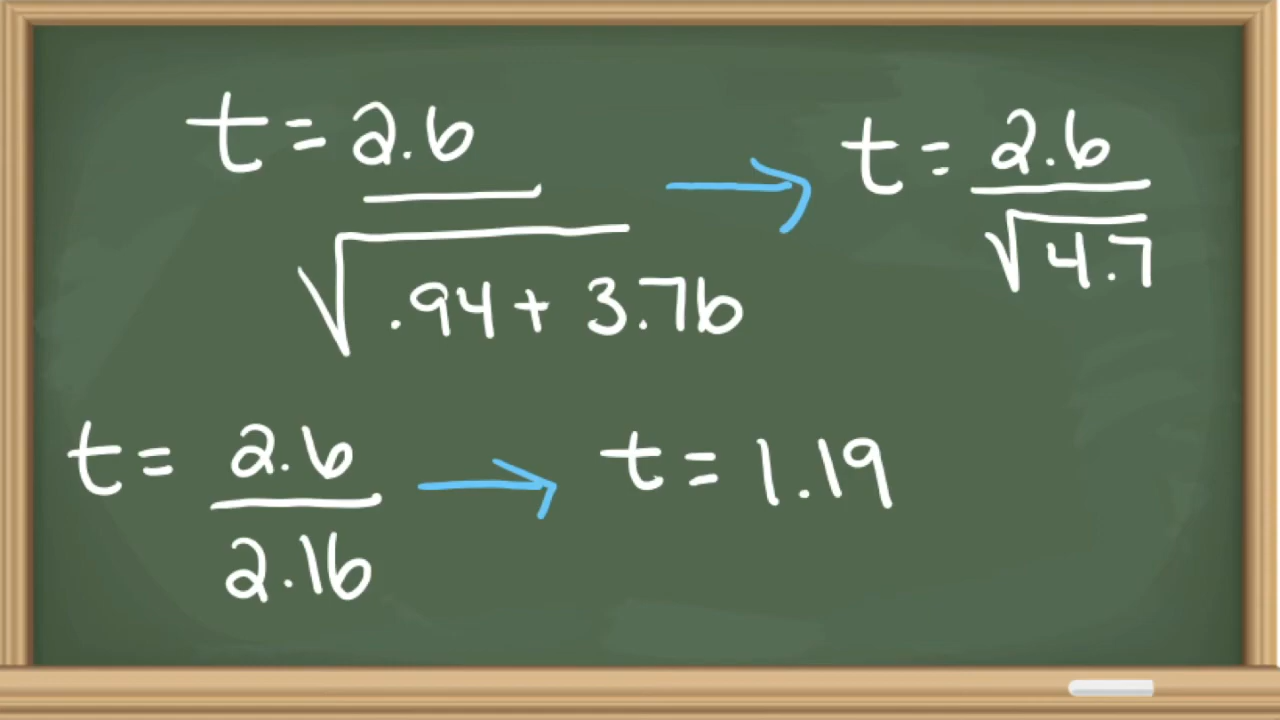 t = 2.6 / √.94 + 3.76 → t = 2.6 / √4.7
t = 2.6 / 2.16 → t = 1.19